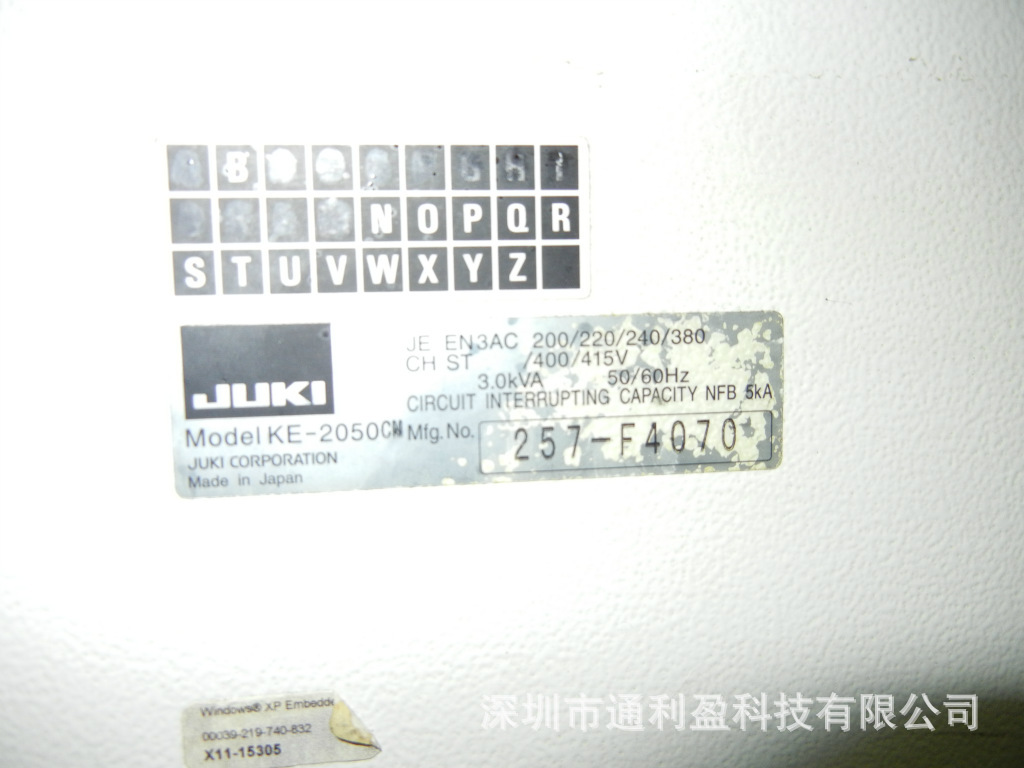 B H I
N O P Q R
S T U V W X Y Z
JUKI
JE EN3AC 200/220/240/380
CH ST /400/415V
3.0kVA 50/60Hz
CIRCUIT INTERRUPTING CAPACITY NFB 5kA
Model KE-2050CM Mfg. No. 257-F4070
JUKI CORPORATION
Made in Japan
Windows® XP Embedde
00039-219-740-832
X11-15305
深圳市通利盈科技有限公司